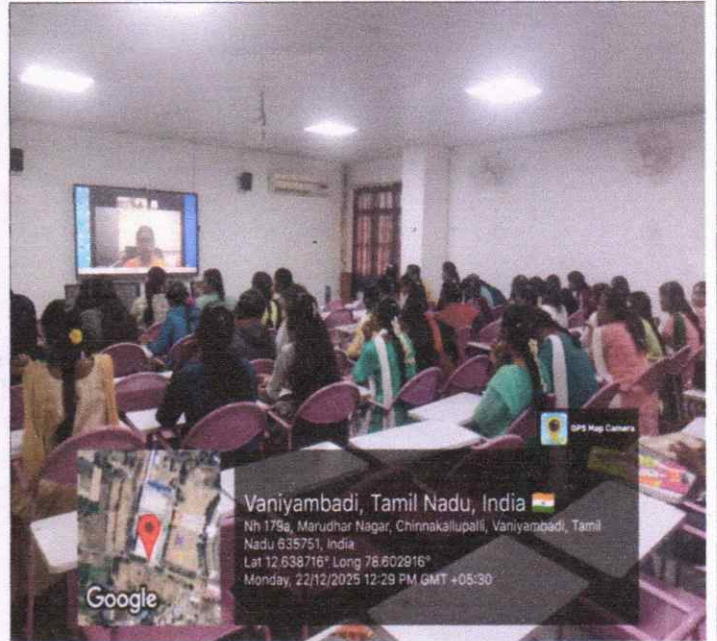 GPS Map Camera
Vaniyambadi, Tamil Nadu, India
Nh 179a, Marudhar Nagar, Chinnakallupalli, Vaniyambadi, Tamil
Nadu 635751, India
Lat 12.638716° Long 78.602916°
Monday, 22/12/2025 12:29 PM GMT +05:30
Google